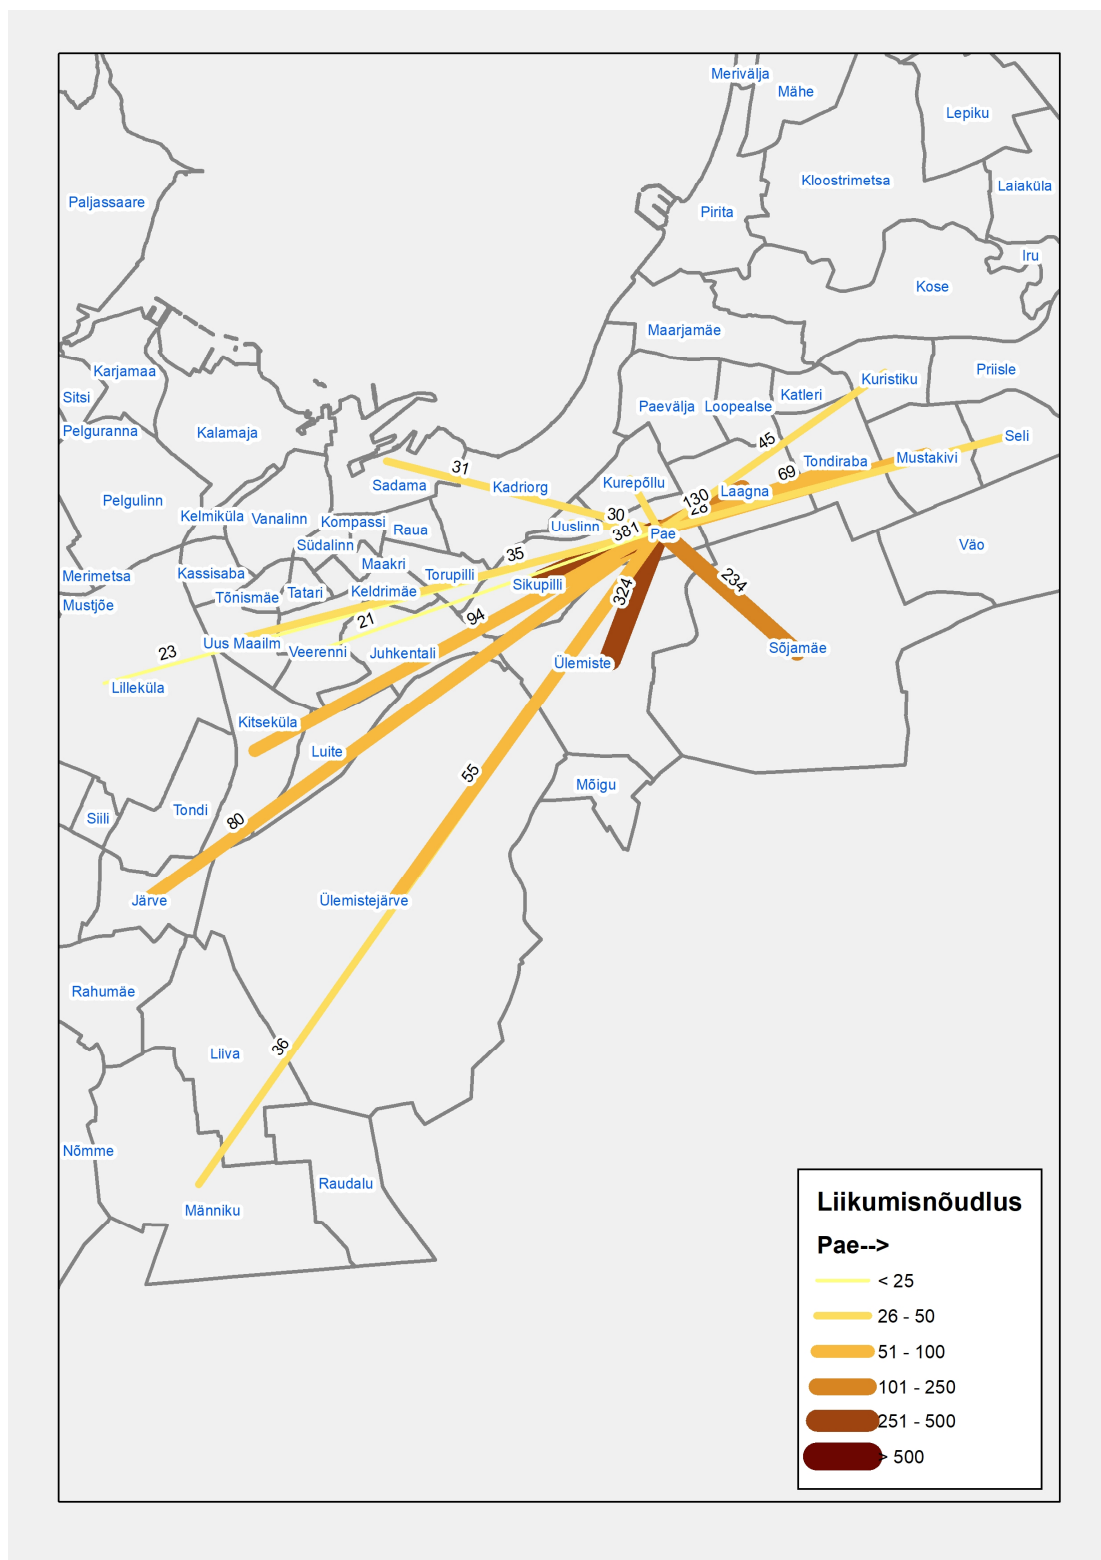 Merivälja
Mähe
Lepiku
Kloostrimetsa
Laiaküla
Paljassaare
Pirita
Iru
Kose
Maarjamäe
Karjamaa
Kuristiku
Priisle
Sitsi
Katleri
Paevälja
Loopealse
Pelguranna
Kalamaja
Seli
45
Mustakivi
Tondiraba
31
69
Sadama
Kadriorg
Kurepõllu
Laagna
130
Pelgulinn
28
Kelmiküla
Vanalinn
Kompassi
30
Raua
Uuslinn
381
Pae
Südalinn
Väo
35
Maakri
Merimetsa
Kassisaba
Torupilli
234
Sikupilli
Tatari
Keldrimäe
324
Tõnismäe
Mustjõe
94
21
Uus Maailm
Veerenni
Juhkentali
Sõjamäe
23
Ülemiste
Lilleküla
Kitseküla
Luite
55
Mõigu
Tondi
Siili
80
Järve
Ülemistejärve
Rahumäe
36
Liiva
Nõmme
Raudalu
Männiku
Liikumisnõudlus
Pae-->
< 25
26 - 50
51 - 100
101 - 250
251 - 500
> 500